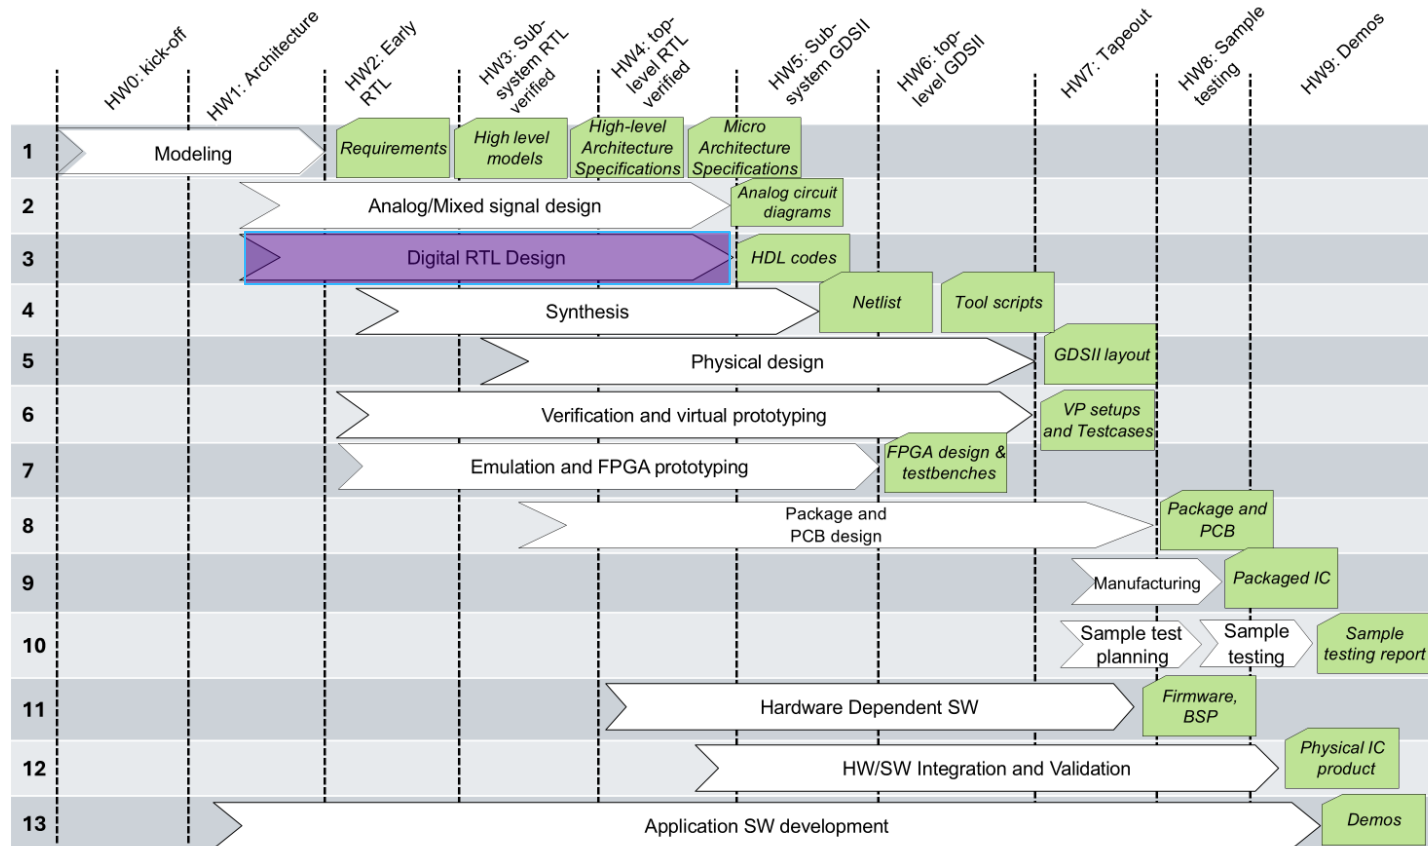 HW0: kick-off
HW1: Architecture
HW2: Early
RTL
HW3: Sub-
system RTL
verified
HW4: top-
level RTL
verified
HW5: Sub-
system GDSII
HW6: top-
level GDSII
HW7: Tapeout
HW8: Sample
testing
HW9: Demos
1
Modeling
Requirements
High level
models
High-level
Architecture
Specifications
Micro
Architecture
Specifications
2
Analog/Mixed signal design
Analog circuit
diagrams
3
Digital RTL Design
HDL codes
4
Synthesis
Netlist
Tool scripts
5
Physical design
GDSII layout
6
Verification and virtual prototyping
VP setups
and Testcases
7
Emulation and FPGA prototyping
FPGA design &
testbenches
8
Package and
PCB design
Package and
PCB
9
Manufacturing
Packaged IC
10
Sample test
planning
Sample
testing
Sample
testing report
11
Hardware Dependent SW
Firmware,
BSP
12
HW/SW Integration and Validation
Physical IC
product
13
Application SW development
Demos